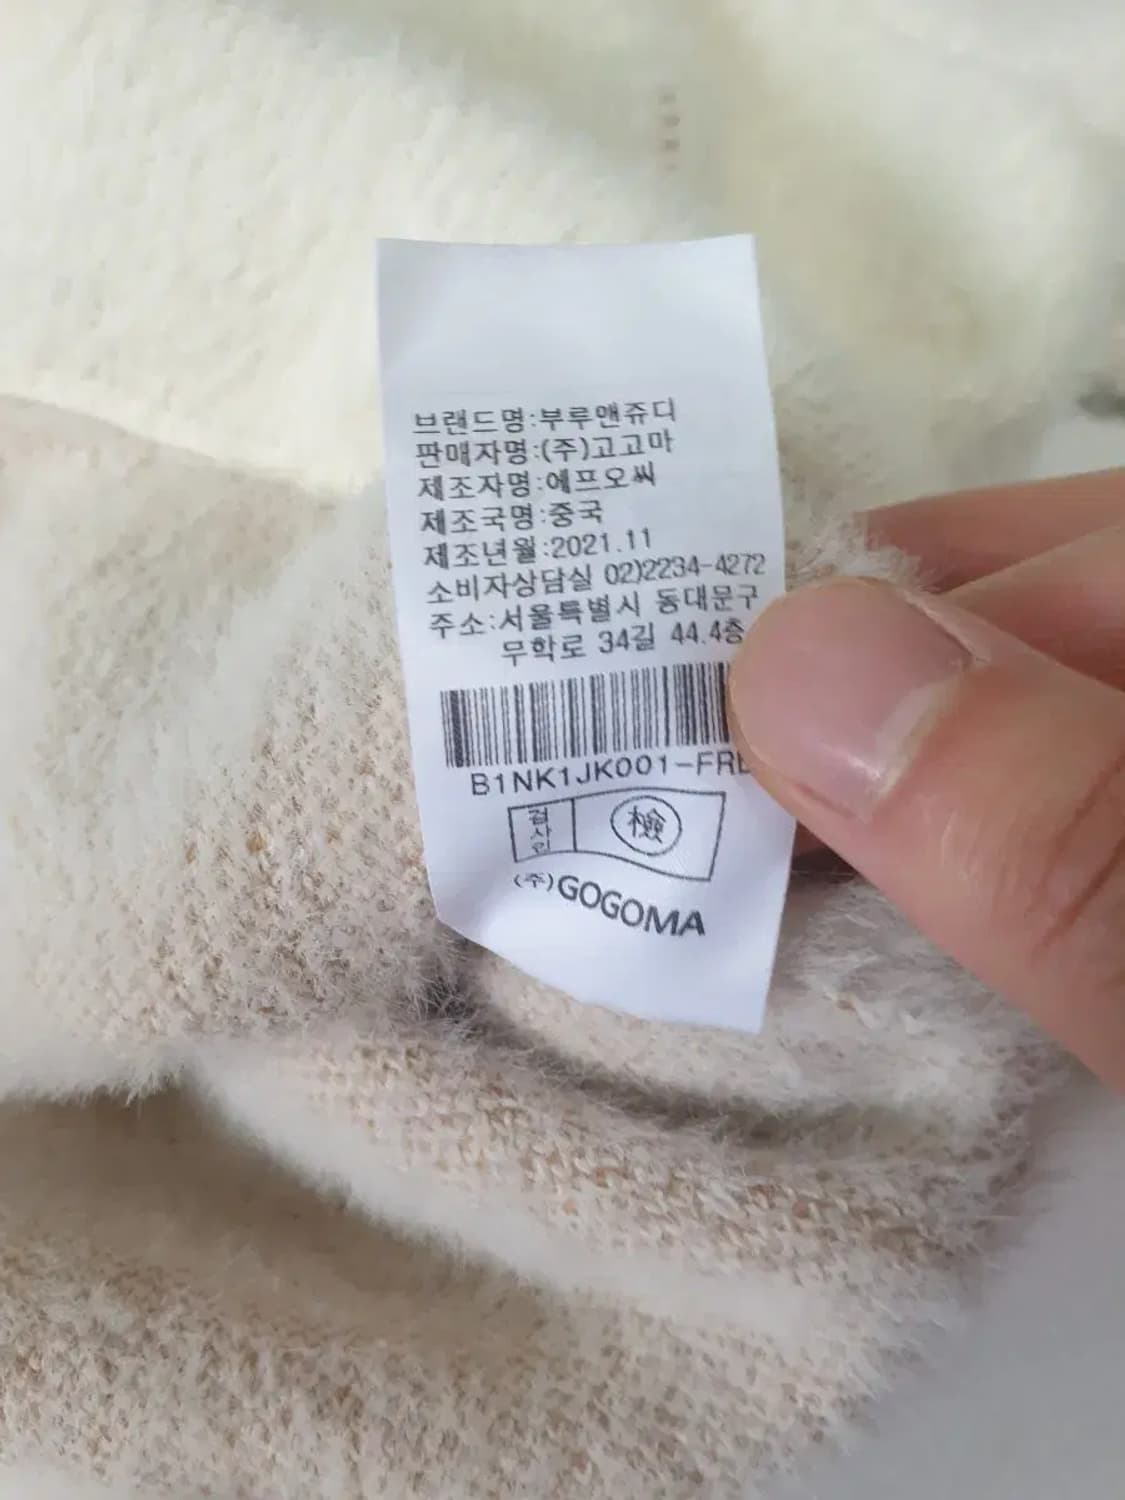 브랜드명:부루앤쥬디
판매자명:(주)고고마
제조자명:에프오씨
제조국명:중국
제조년월:2021.11
소비자상담실 02)2234-4272
주소:서울특별시 동대문구
무학로 34길 44.4층
B1NK1JK001-FR
검사인
檢
(주)GOGOMA